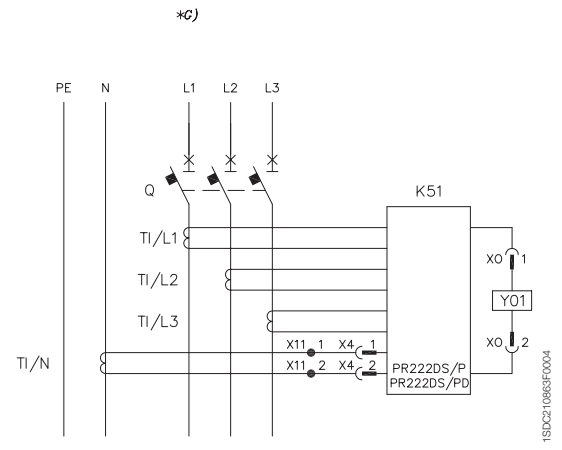 *G)
PE N L1 L2 L3
Q
K51
TI/L1
X0 1
TI/L2
Y01
TI/L3
X11 1 X4 1
X0 2
TI/N
X11 2 X4 2
PR222DS/P
PR222DS/PD
1SDC210863F0004